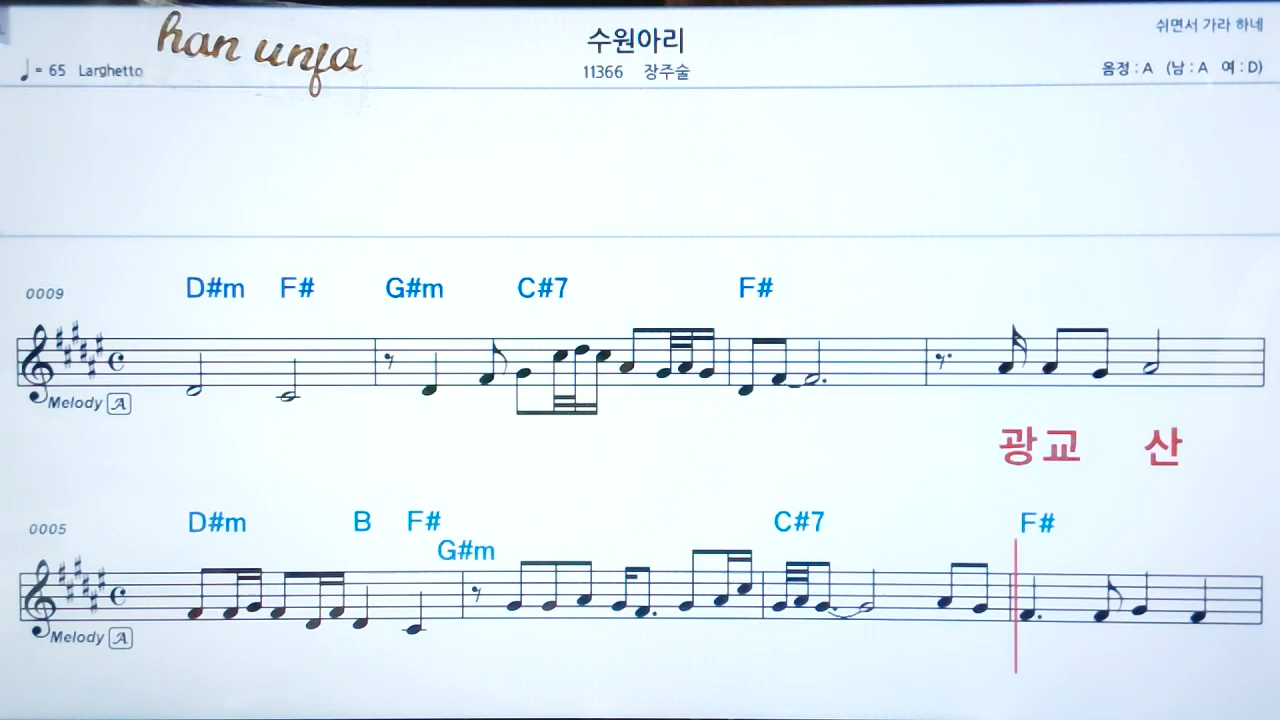 han unja
수원아리
쉬면서 가라 하네
♩= 65 Larghetto
11366 장주술
음정 : A (남 : A 여 : D)
0009
D#m F# G#m C#7 F#
Melody A
광교 산
0005
D#m B F# G#m C#7 F#
Melody A